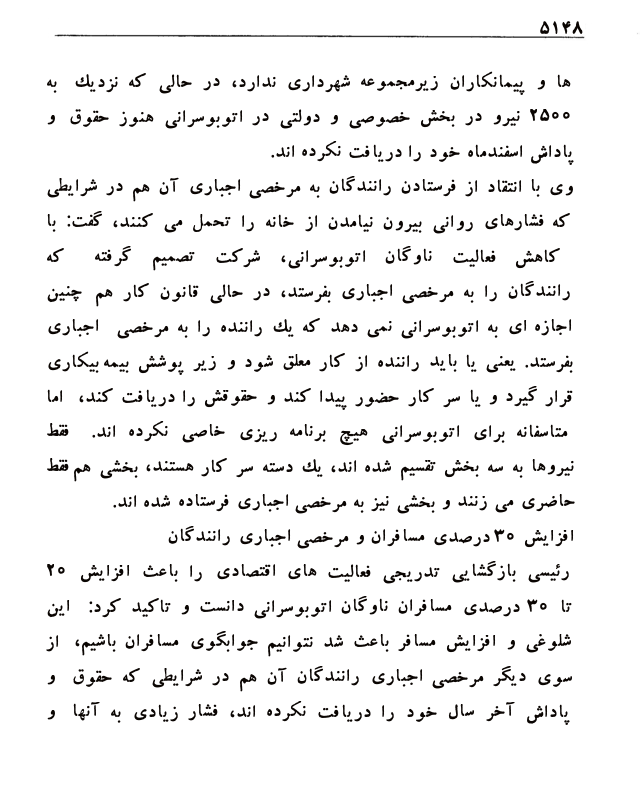 ۵۱۴۸
ها و پیمانکاران زیرمجموعه شهرداری ندارد، در حالی که نزدیك به
۲۵۰۰ نیرو در بخش خصوصی و دولتی در اتوبوسرانی هنوز حقوق و
پاداش اسفندماه خود را دریافت نکرده اند.
وی با انتقاد از فرستادن رانندگان به مرخصی اجباری آن هم در شرایطی
که فشارهای روانی بیرون نیامدن از خانه را تحمل می کنند، گفت: با
کاهش فعالیت ناوگان اتوبوسرانی، شرکت تصمیم گرفته که
رانندگان را به مرخصی اجباری بفرستد، در حالی قانون کار هم چنین
اجازه ای به اتوبوسرانی نمی دهد که یك راننده را به مرخصی اجباری
بفرستد. یعنی یا باید راننده از کار معلق شود و زیر پوشش بیمه بیکاری
قرار گیرد و یا سر کار حضور پیدا کند و حقوقش را دریافت کند، اما
متاسفانه برای اتوبوسرانی هیچ برنامه ریزی خاصی نکرده اند. فقط
نیروها به سه بخش تقسیم شده اند، یك دسته سر کار هستند، بخشی هم فقط
حاضری می زنند و بخشی نیز به مرخصی اجباری فرستاده شده اند.
افزایش ۳۰ درصدی مسافران و مرخصی اجباری رانندگان
رئیسی بازگشایی تدریجی فعالیت های اقتصادی را باعث افزایش ۲۰
تا ۳۰ درصدی مسافران ناوگان اتوبوسرانی دانست و تاکید کرد: این
شلوغی و افزایش مسافر باعث شد نتوانیم جوابگوی مسافران باشیم، از
سوی دیگر مرخصی اجباری رانندگان آن هم در شرایطی که حقوق و
پاداش آخر سال خود را دریافت نکرده اند، فشار زیادی به آنها و